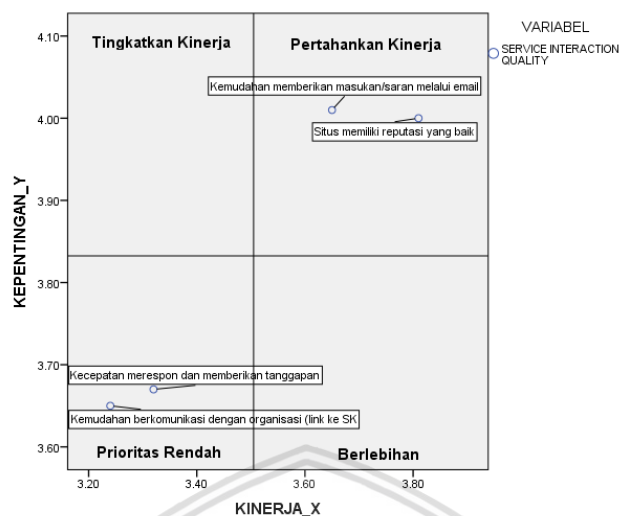 VARIABEL
SERVICE INTERACTION
QUALITY
Tingkatkan Kinerja
Pertahankan Kinerja
Kemudahan memberikan masukan/saran melalui email
Situs memiliki reputasi yang baik
Kecepatan merespon dan memberikan tanggapan
Kemudahan berkomunikasi dengan organisasi (link ke SK
Prioritas Rendah
Berlebihan
KEPENTINGAN_Y
4.10
4.00
3.90
3.80
3.70
3.60
3.20
3.40
3.60
3.80
KINERJA_X